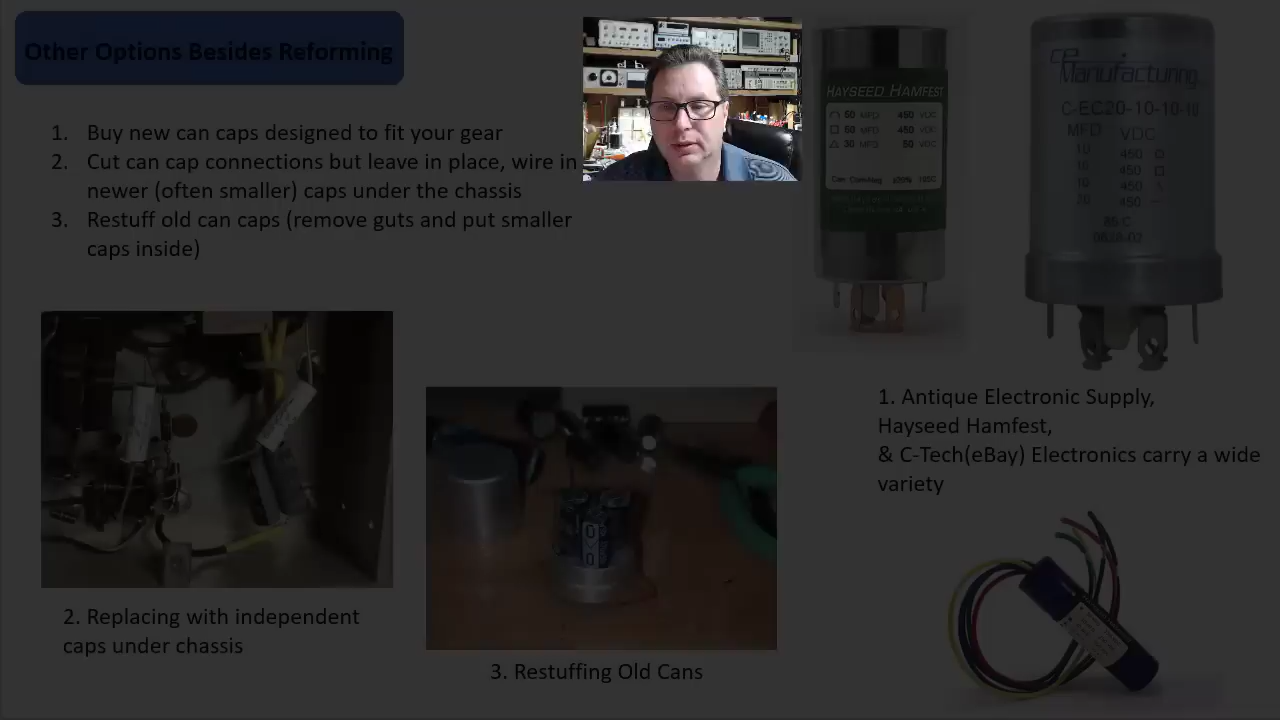 Other Options Besides Reforming
1. Buy new can caps designed to fit your gear
2. Cut can cap connections but leave in place, wire in
newer (often smaller) caps under the chassis
3. Restuff old can caps (remove guts and put smaller
caps inside)
HAYSEED HAMFEST
50 MFD 450 VDC
50 MFD 450 VDC
30 MFD 50 VDC
CE
Manufacturing
C-EC20-10-10-10
MFD VDC
10 450
10 450
10 450
20 450
85 C
1. Antique Electronic Supply,
Hayseed Hamfest,
& C-Tech(eBay) Electronics carry a wide
variety
2. Replacing with independent
caps under chassis
3. Restuffing Old Cans